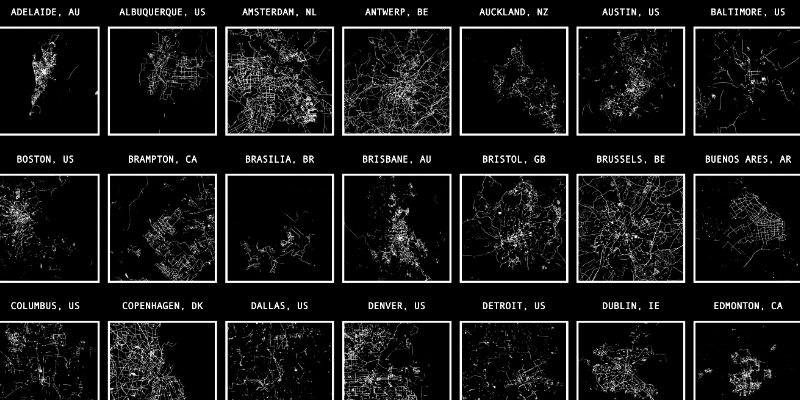 ADELAIDE, AU
ALBUQUERQUE, US
AMSTERDAM, NL
ANTWERP, BE
AUCKLAND, NZ
AUSTIN, US
BALTIMORE, US
BOSTON, US
BRAMPTON, CA
BRASILIA, BR
BRISBANE, AU
BRISTOL, GB
BRUSSELS, BE
BUENOS ARES, AR
COLUMBUS, US
COPENHAGEN, DK
DALLAS, US
DENVER, US
DETROIT, US
DUBLIN, IE
EDMONTON, CA